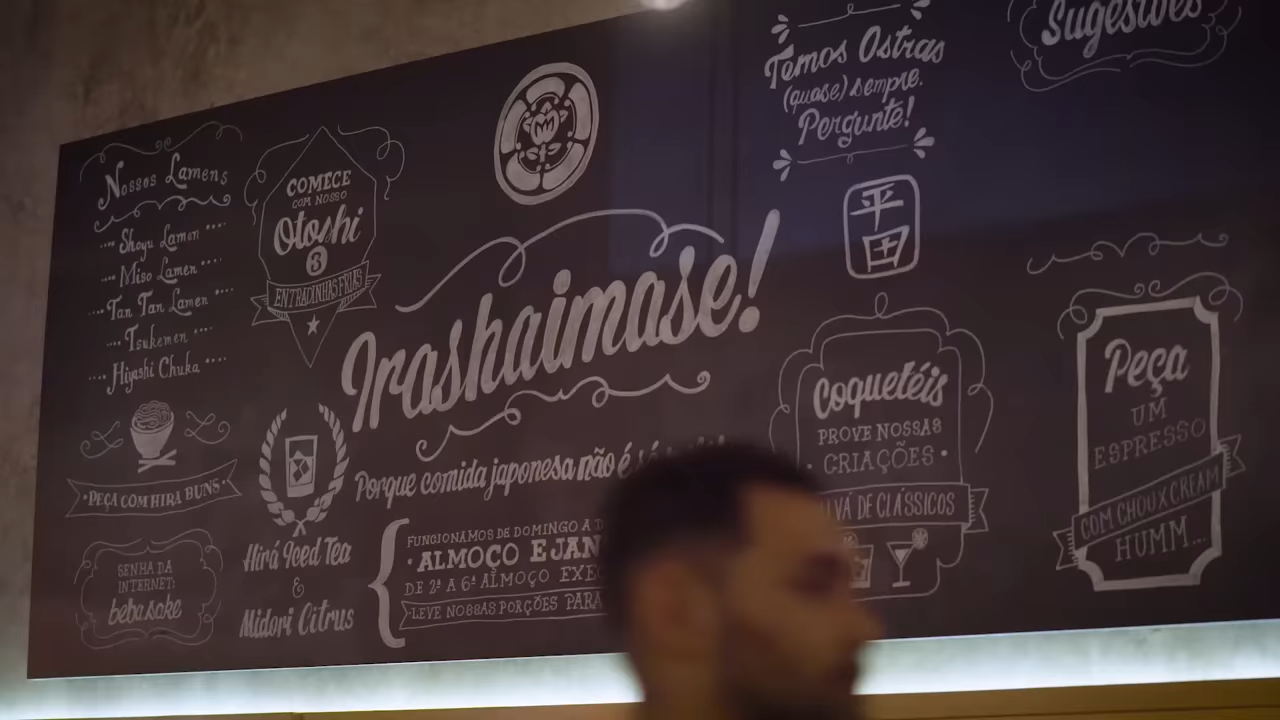 Nossos Lamens
Shoyu Lamen
Miso Lamen
Tan Tan Lamen
Tsukemen
Hiyashi Chuka
PEÇA COM HIRA BUNS
SENHA DA
INTERNET:
bebasake
COMECE
COM NOSSO
Otoshi
3
ENTRADINHAS FRIAS
Hirá Iced Tea
&
Midori Citrus
Irashaimase!
Porque comida japonesa não é só
FUNCIONAMOS DE DOMINGO A
ALMOÇO E JAN
DE 2ª A 6ª ALMOÇO EXE
LEVE NOSSAS PORÇÕES PARA
Temos Ostras
(quase) sempre.
Pergunte!
平
田
Coquetéis
PROVE NOSSAS
CRIAÇÕES
VÁ DE CLÁSSICOS
Sugestões
Peça
UM
ESPRESSO
COM CHOUX CREAM
HUMM...